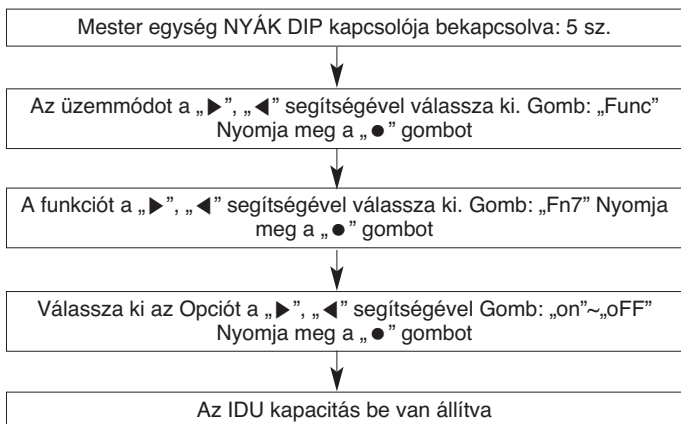 Mester egység NYÁK DIP kapcsolója bekapcsolva: 5 sz.
Az üzemmódot a „▶”, „◀” segítségével válassza ki. Gomb: „Func”
Nyomja meg a „●” gombot
A funkciót a „▶”, „◀” segítségével válassza ki. Gomb: „Fn7” Nyomja
meg a „●” gombot
Válassza ki az Opciót a „▶”, „◀” segítségével Gomb: „on”~„oFF”
Nyomja meg a „●” gombot
Az IDU kapacitás be van állítva